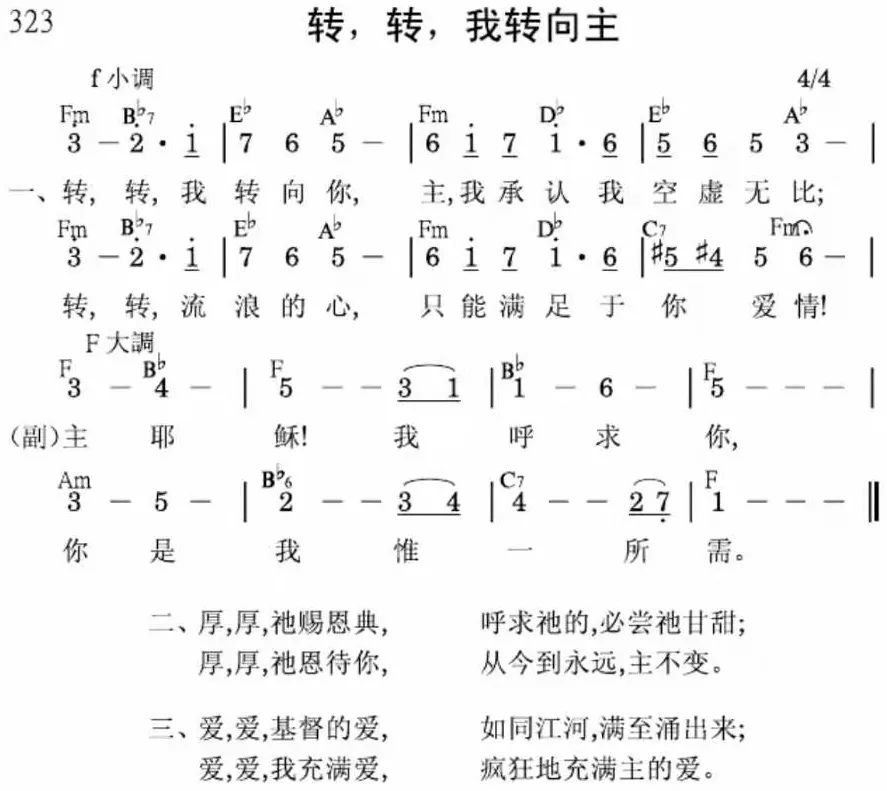 323
转，转，我转向主
f 小调 4/4
Fm B♭7 E♭ A♭ Fm D♭ E♭ A♭
3̇ – 2̇ · i̇ | 7 6 5 – | 6 i̇ 7 i̇ · 6 | 5 6 5 3 – |
一、转, 转, 我 转 向 你, 主,我 承 认 我 空 虚 无 比;
Fm B♭7 E♭ A♭ Fm D♭ C7 Fm
3̇ – 2̇ · i̇ | 7 6 5 – | 6 i̇ 7 i̇ · 6 | #5 #4 5 6 – |
转, 转, 流 浪 的 心, 只 能 满 足 于 你 爱 情!
F 大調
F B♭ F B♭ F
3 – 4 – | 5 – – 3 1 | 1 – 6 – | 5 – – – |
(副)主 耶 稣! 我 呼 求 你,
Am B♭6 C7 F
3 – 5 – | 2 – – 3 4 | 4 – – 2 7̣ | 1 – – – ‖
你 是 我 惟 一 所 需。
二、厚,厚,祂赐恩典, 呼求祂的,必尝祂甘甜;
厚,厚,祂恩待你, 从今到永远,主不变。
三、爱,爱,基督的爱, 如同江河,满至涌出来;
爱,爱,我充满爱, 疯狂地充满主的爱。